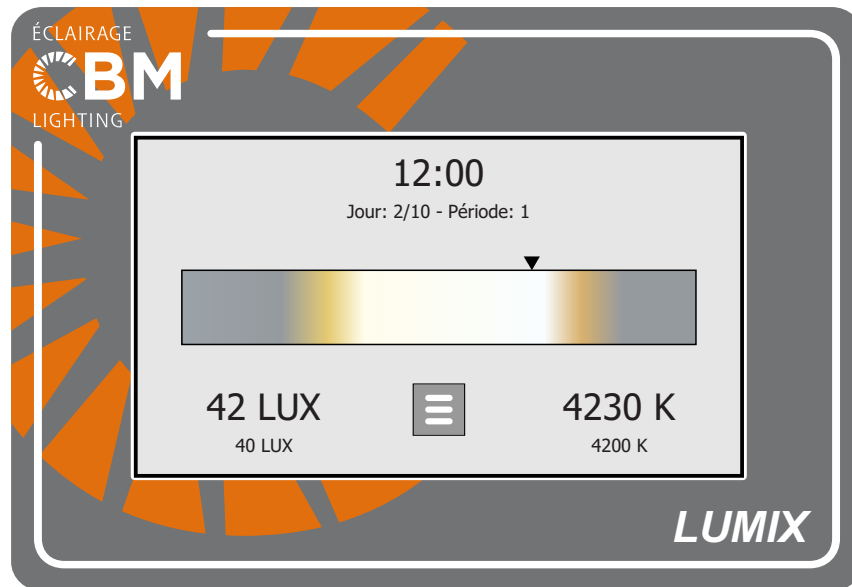 ÉCLAIRAGE
CBM
LIGHTING
12:00
Jour: 2/10 - Période: 1
42 LUX
4230 K
40 LUX
4200 K
LUMIX